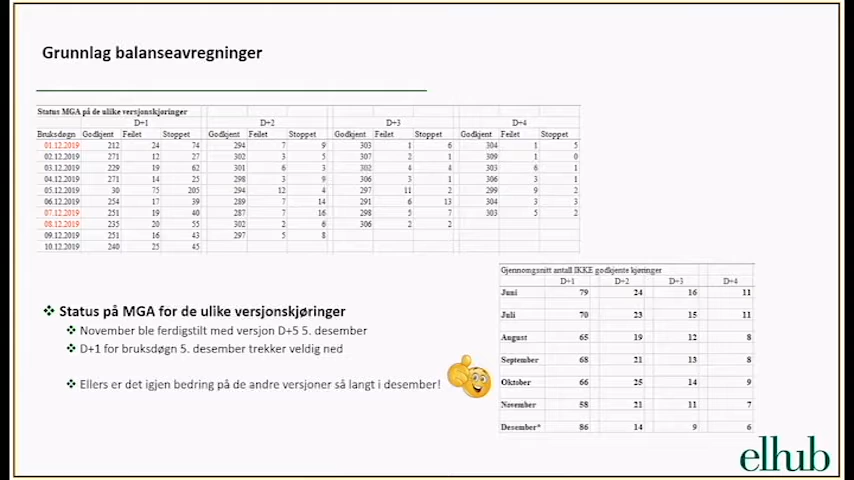 Grunnlag balanseavregninger
Status MGA på de ulike versjonskjøringer
D+1 D+2 D+3 D+4
Bruksdøgn Godkjent Feilet Stoppet Godkjent Feilet Stoppet Godkjent Feilet Stoppet Godkjent Feilet Stoppet
01.12.2019 212 24 74 294 7 9 303 1 6 304 1 5
02.12.2019 271 12 27 302 3 5 307 2 1 309 1 0
03.12.2019 229 19 62 301 6 3 302 4 4 303 6 1
04.12.2019 271 14 25 298 3 9 306 3 1 306 3 1
05.12.2019 30 75 205 294 12 4 297 11 2 299 9 2
06.12.2019 254 17 39 289 7 14 291 6 13 304 3 3
07.12.2019 251 19 40 287 7 16 298 5 7 303 5 2
08.12.2019 235 20 55 302 2 6 306 2 2
09.12.2019 251 16 43 297 5 8
10.12.2019 240 25 45
Gjennomgsnitt antall IKKE godkjente kjøringer
D+1 D+2 D+3 D+4
Juni 79 24 16 11
Juli 70 23 15 11
August 65 19 12 8
September 68 21 13 8
Oktober 66 25 14 9
November 58 21 11 7
Desember* 86 14 9 6
Status på MGA for de ulike versjonskjøringer
November ble ferdigstilt med versjon D+5 5. desember
D+1 for bruksdøgn 5. desember trekker veldig ned
Ellers er det igjen bedring på de andre versjoner så langt i desember!
elhub